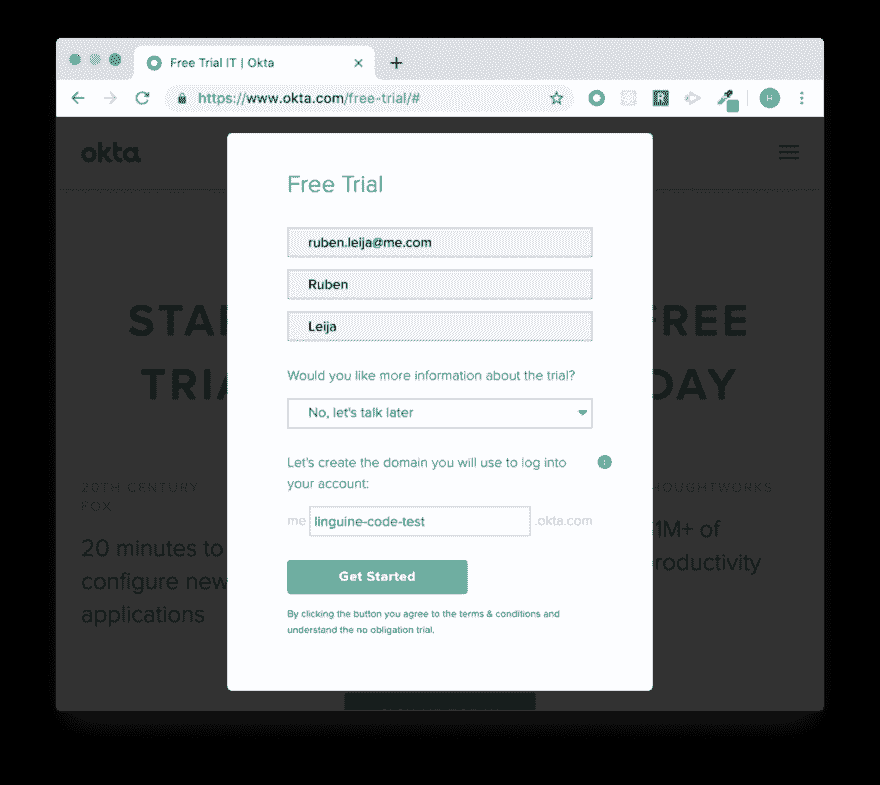 Free Trial IT | Okta
https://www.okta.com/free-trial/#
R
H
okta
Free Trial
ruben.leija@me.com
Ruben
Leija
Would you like more information about the trial?
No, let's talk later
Let's create the domain you will use to log into
your account:
me linguine-code-test .okta.com
Get Started
By clicking the button you agree to the terms & conditions and
understand the no obligation trial.
STA FREE
TRIA DAY
20TH CENTURY
FOX
20 minutes to
configure new
applications
HOUGHTWORKS
1M+ of
roductivity